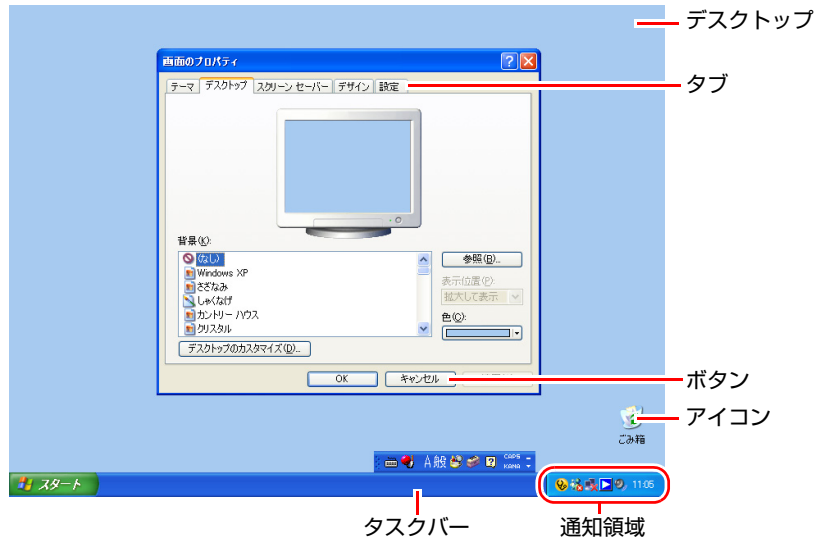 デスクトップ
画面のプロパティ
テーマ デスクトップ スクリーン セーバー デザイン 設定
タブ
背景(K):
(なし)
Windows XP
さざなみ
しゃくなげ
カントリー ハウス
クリスタル
参照(B)...
表示位置(P):
拡大して表示
色(C):
デスクトップのカスタマイズ(D)...
OK キャンセル
ボタン
アイコン
ごみ箱
A 般 CAPS
KANA
スタート
11:05
タスクバー
通知領域